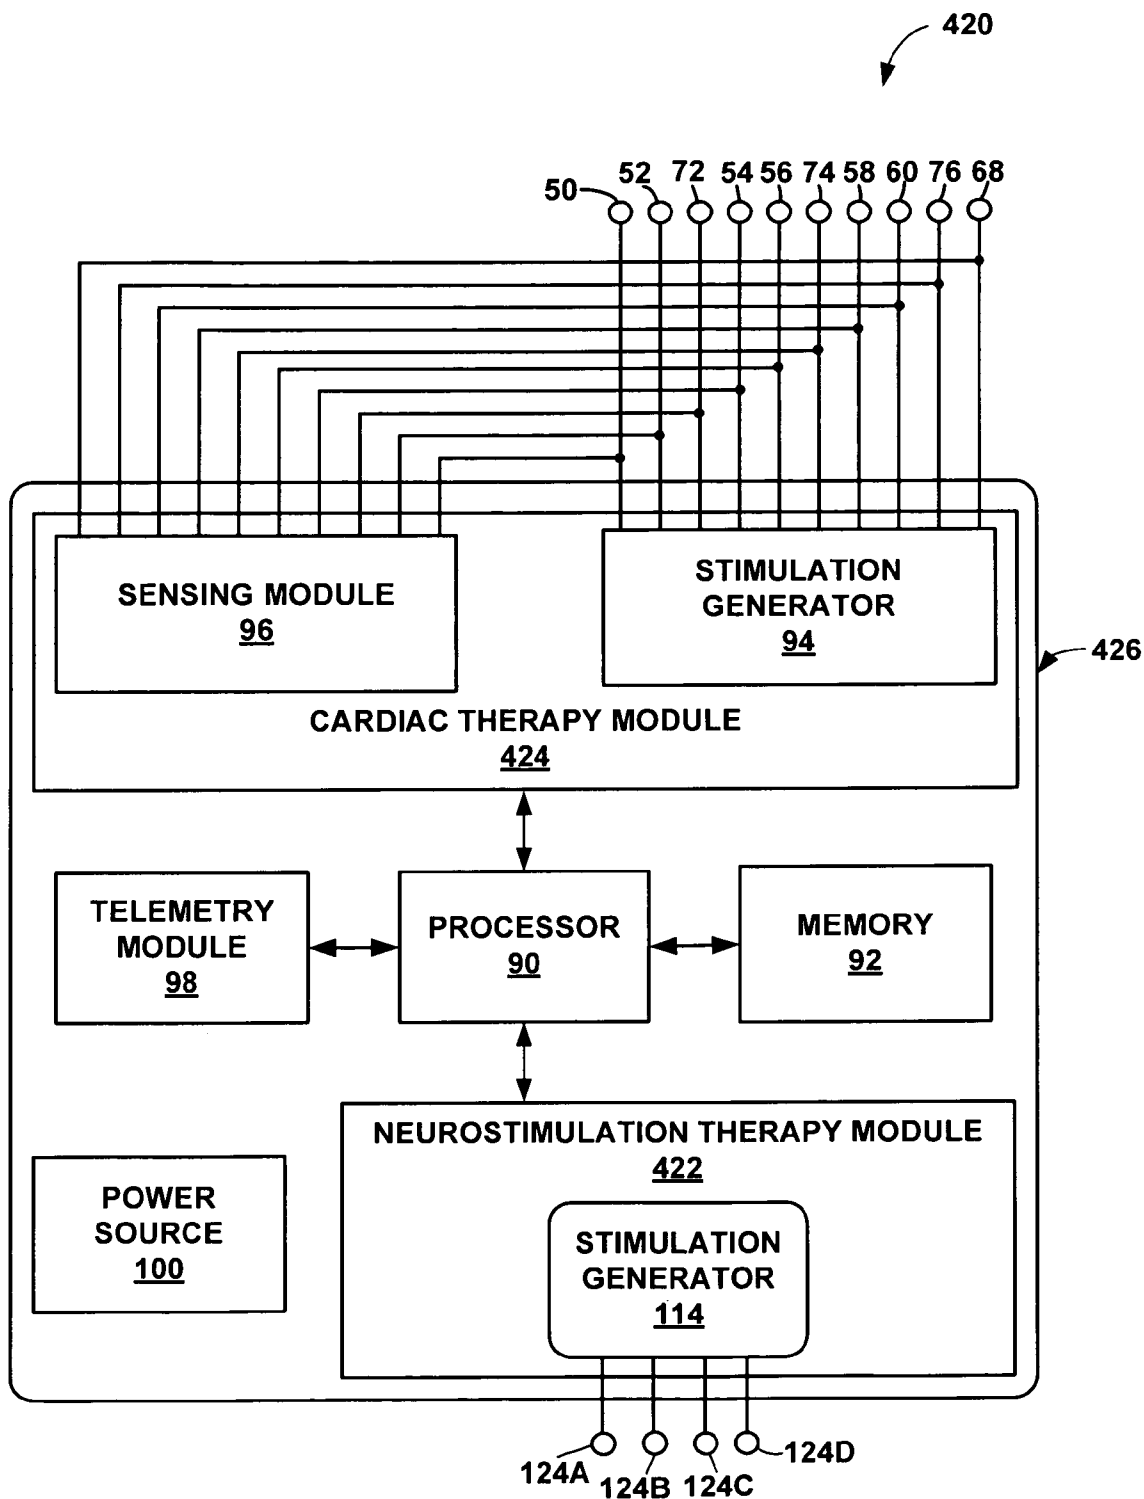 420
50 52 72 54 56 74 58 60 76 68
SENSING MODULE
96
STIMULATION
GENERATOR
94
426
CARDIAC THERAPY MODULE
424
TELEMETRY
MODULE
98
PROCESSOR
90
MEMORY
92
NEUROSTIMULATION THERAPY MODULE
422
POWER
SOURCE
100
STIMULATION
GENERATOR
114
124A 124B 124C 124D